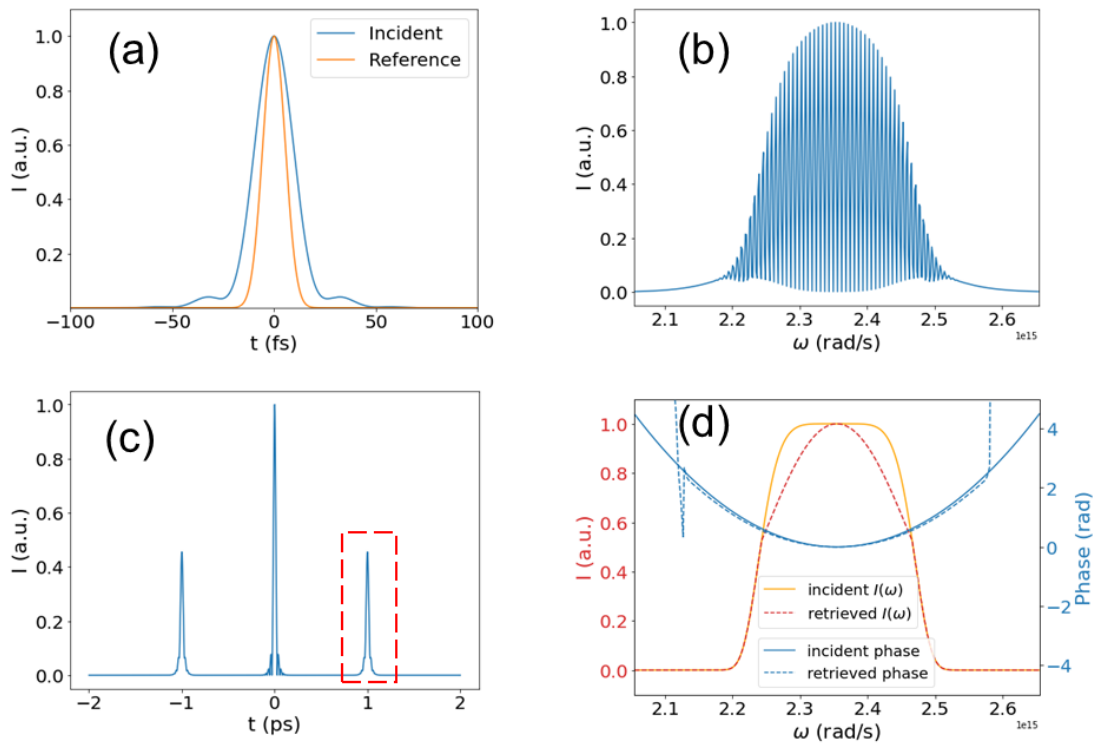 (a)
Incident
Reference
1.0
0.8
0.6
0.4
0.2
I (a.u.)
−100
−50
0
50
100
t (fs)
(b)
1.0
0.8
0.6
0.4
0.2
0.0
I (a.u.)
2.1
2.2
2.3
2.4
2.5
2.6
1e15
ω (rad/s)
(c)
1.0
0.8
0.6
0.4
0.2
0.0
I (a.u.)
−2
−1
0
1
2
t (ps)
(d)
1.0
0.8
0.6
0.4
0.2
0.0
I (a.u.)
incident I(ω)
retrieved I(ω)
incident phase
retrieved phase
4
2
0
−2
−4
Phase (rad)
2.1
2.2
2.3
2.4
2.5
2.6
1e15
ω (rad/s)